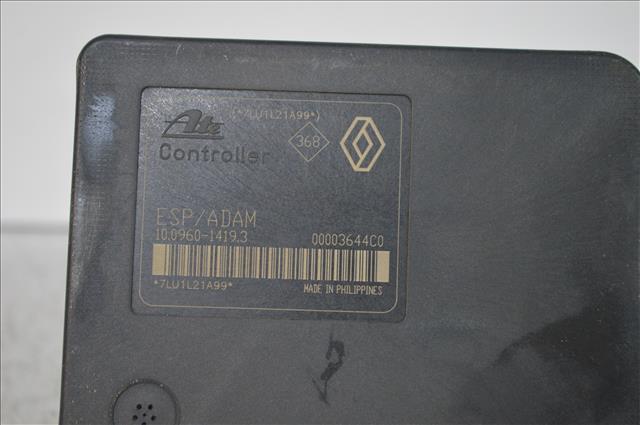 (*7LU1L21A99*)
Ate
Controller
368
ESP/ADAM
10.0960-1419.3
00003644C0
*7LU1L21A99*
MADE IN PHILIPPINES